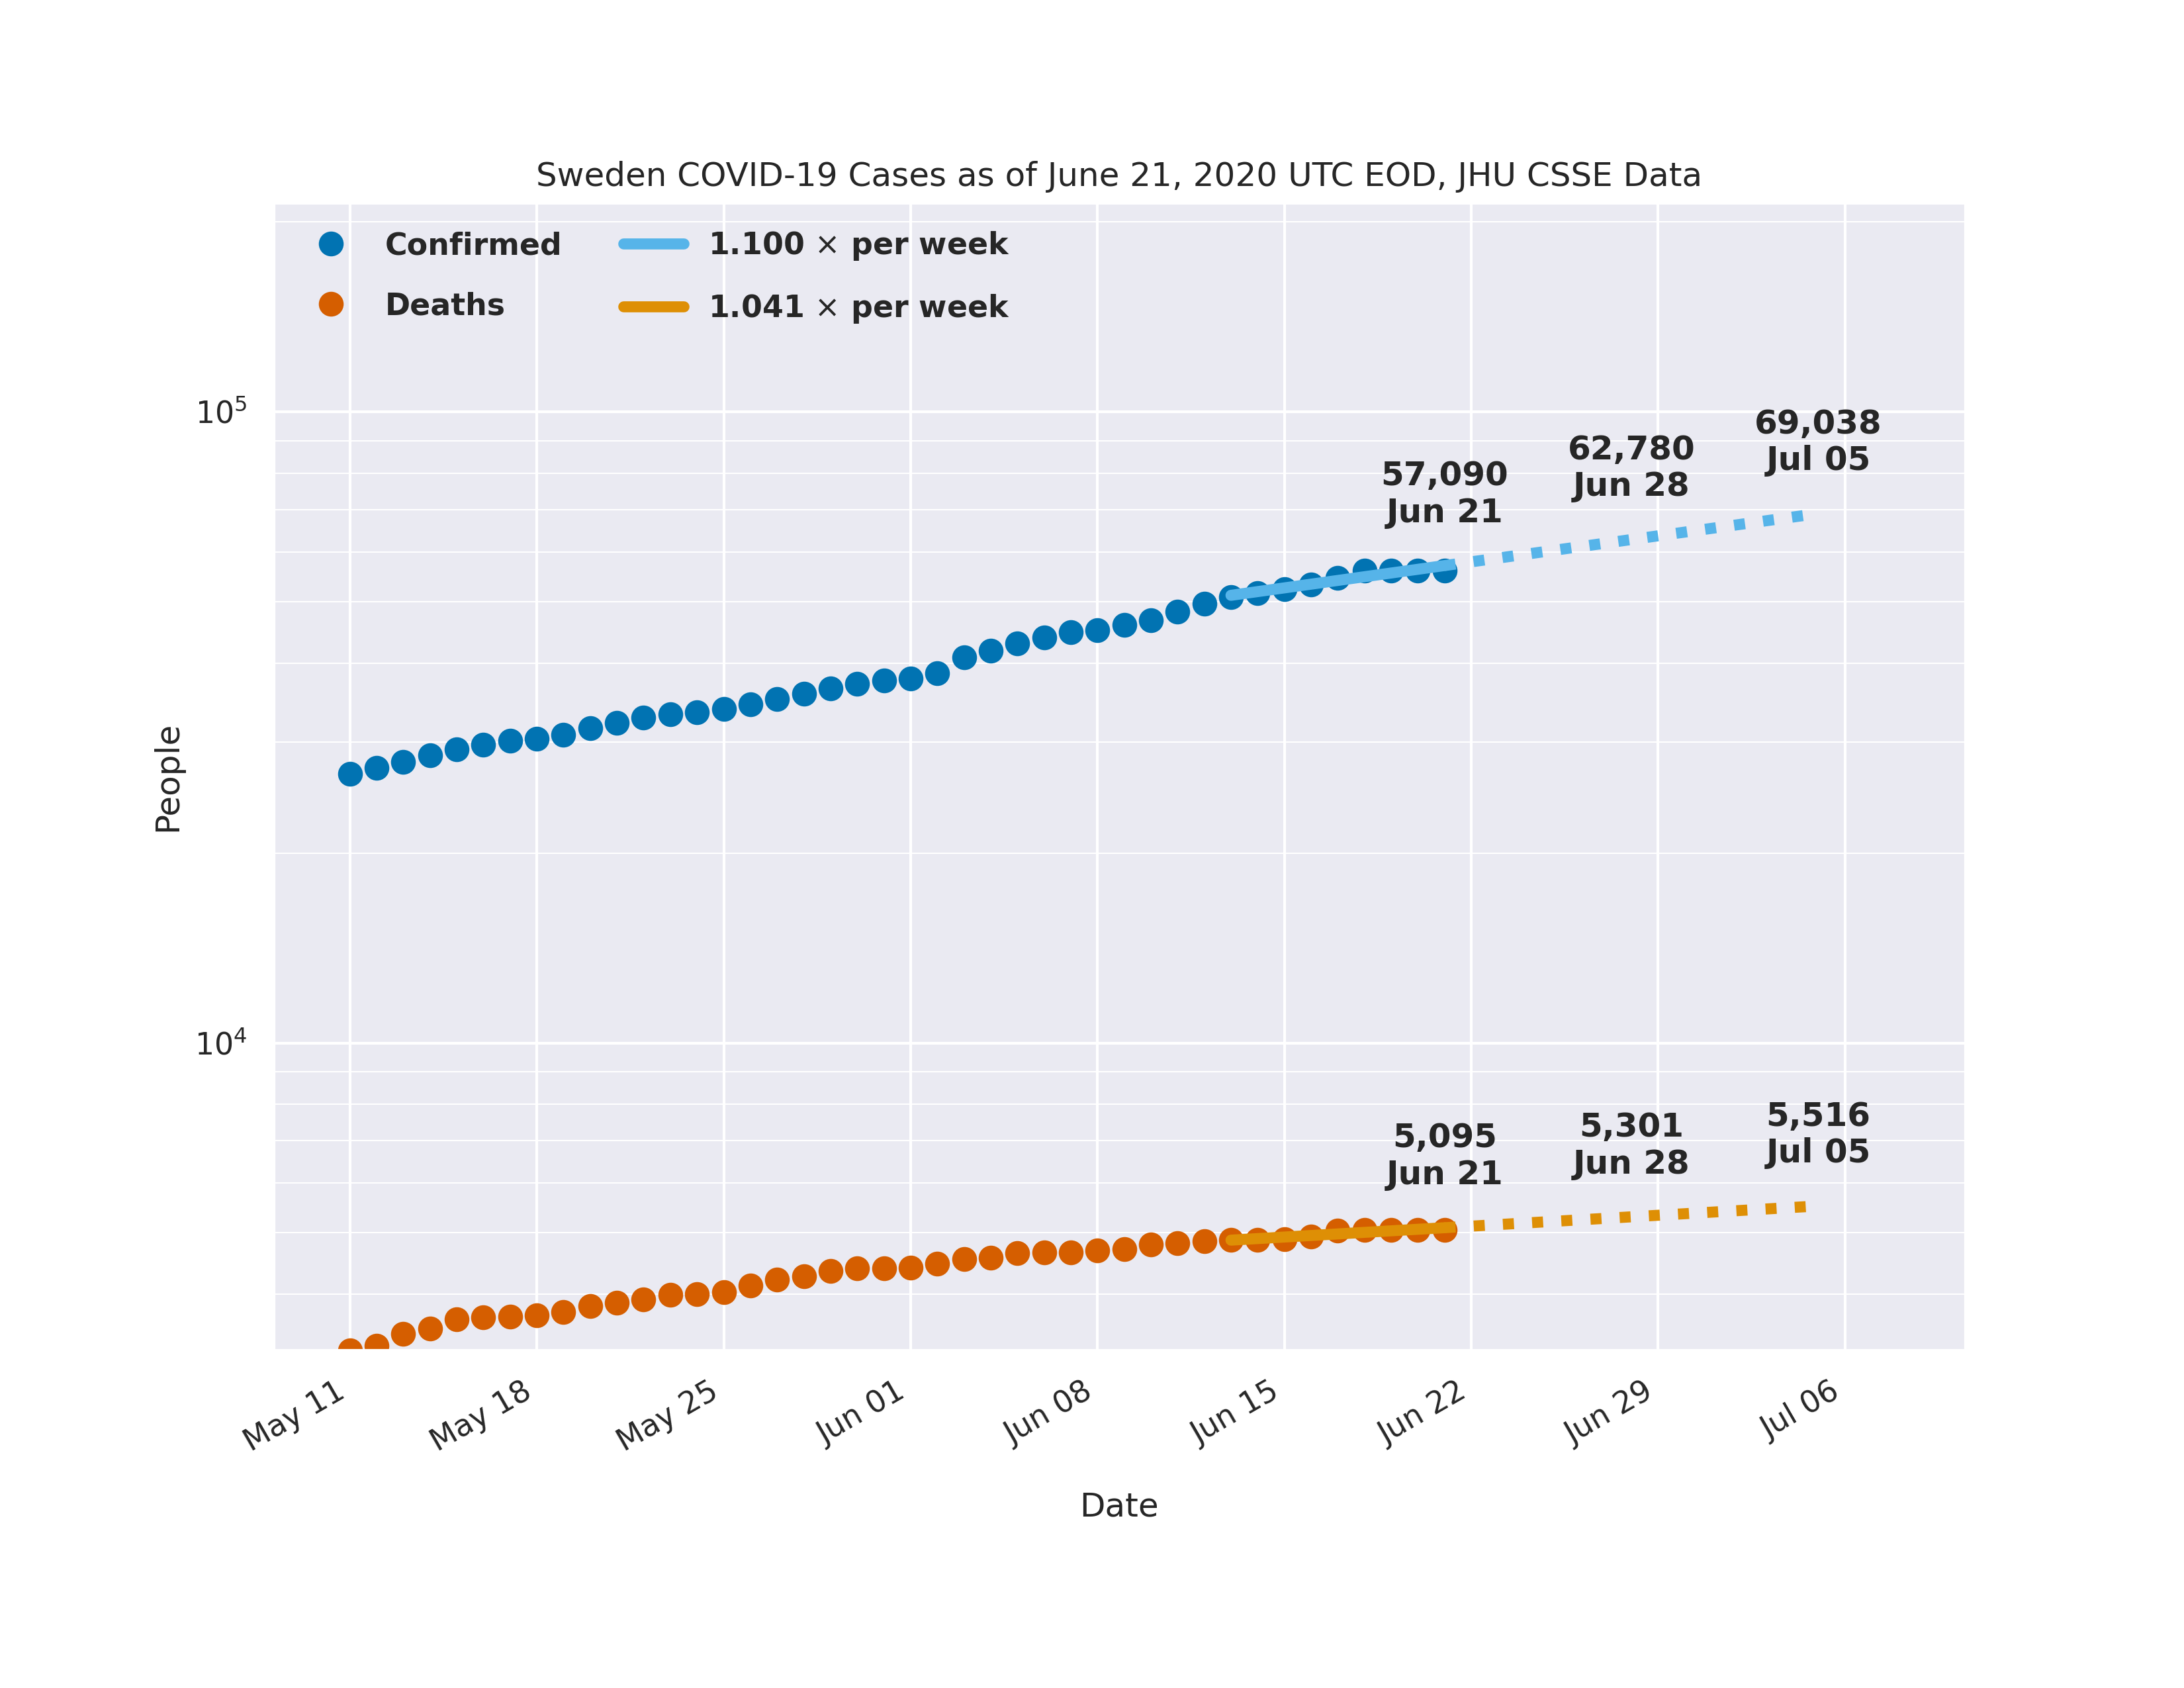 Sweden COVID-19 Cases as of June 21, 2020 UTC EOD, JHU CSSE Data
Confirmed
Deaths
1.100 × per week
1.041 × per week
10⁵
10⁴
People
57,090
Jun 21
62,780
Jun 28
69,038
Jul 05
5,095
Jun 21
5,301
Jun 28
5,516
Jul 05
May 11
May 18
May 25
Jun 01
Jun 08
Jun 15
Jun 22
Jun 29
Jul 06
Date